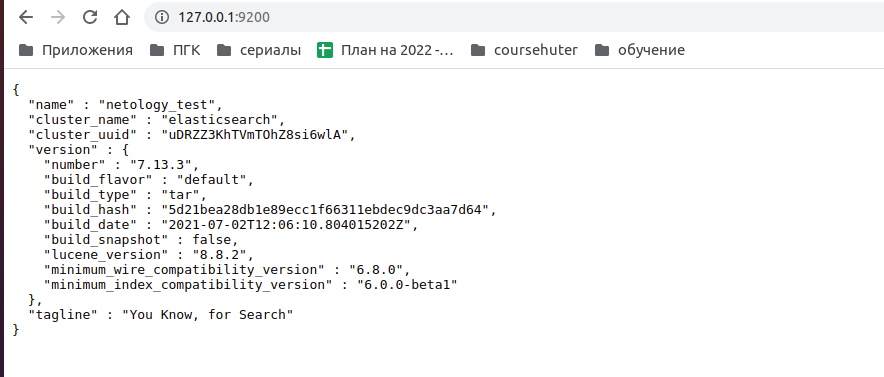 127.0.0.1:9200
Приложения ПГК сериалы План на 2022 -... coursehuter обучение
{
  "name" : "netology_test",
  "cluster_name" : "elasticsearch",
  "cluster_uuid" : "uDRZZ3KhTVmTOhZ8si6wlA",
  "version" : {
    "number" : "7.13.3",
    "build_flavor" : "default",
    "build_type" : "tar",
    "build_hash" : "5d21bea28db1e89ecc1f66311ebdec9dc3aa7d64",
    "build_date" : "2021-07-02T12:06:10.804015202Z",
    "build_snapshot" : false,
    "lucene_version" : "8.8.2",
    "minimum_wire_compatibility_version" : "6.8.0",
    "minimum_index_compatibility_version" : "6.0.0-beta1"
  },
  "tagline" : "You Know, for Search"
}